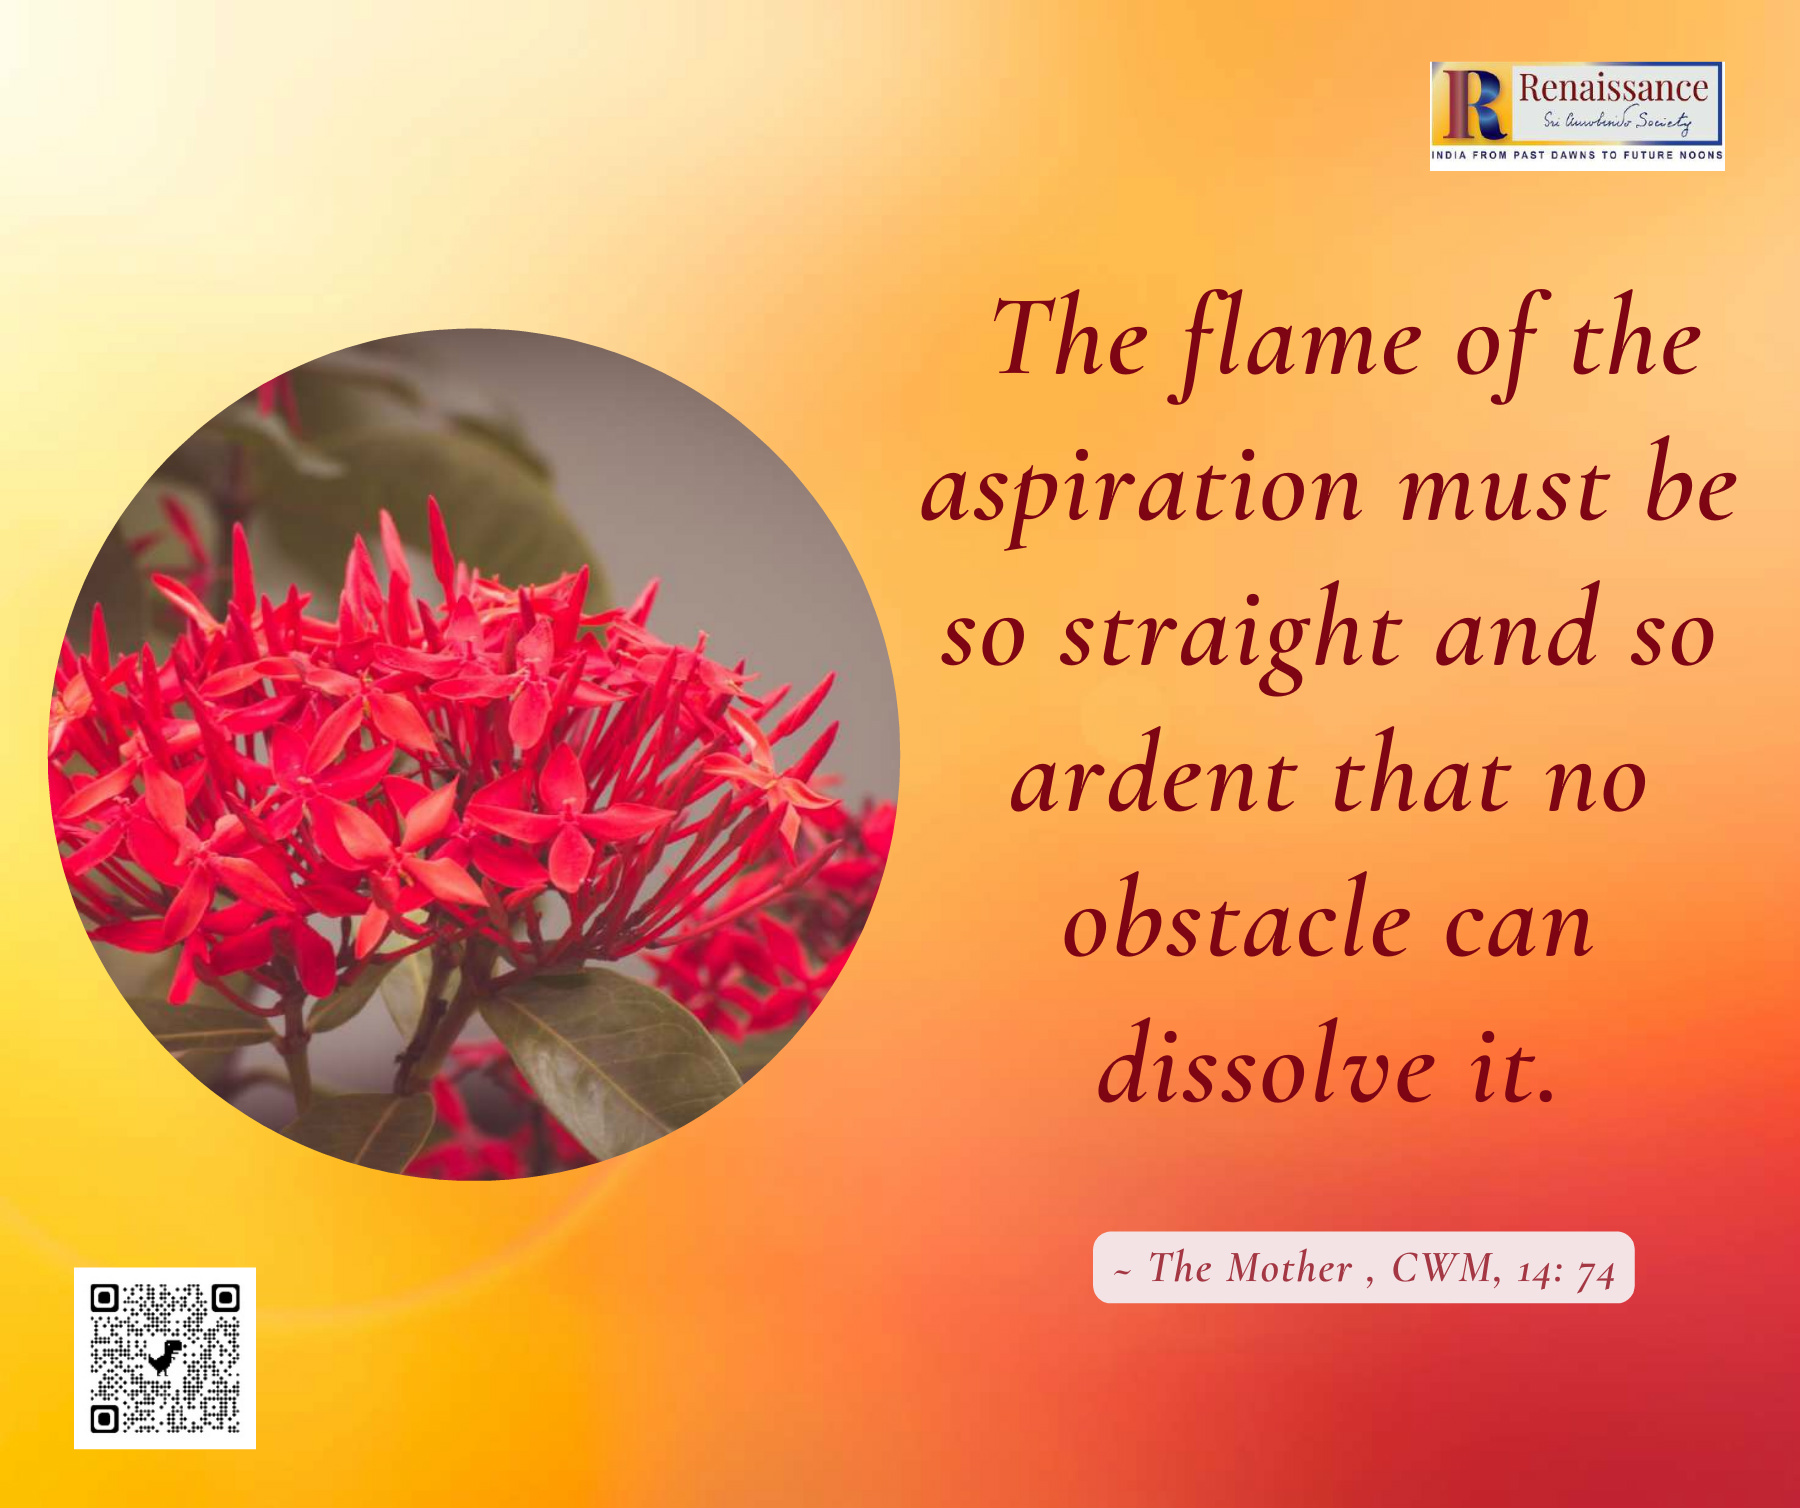 R Renaissance
Sri Aurobindo Society
INDIA FROM PAST DAWNS TO FUTURE NOONS
The flame of the
aspiration must be
so straight and so
ardent that no
obstacle can
dissolve it.
~ The Mother , CWM, 14: 74